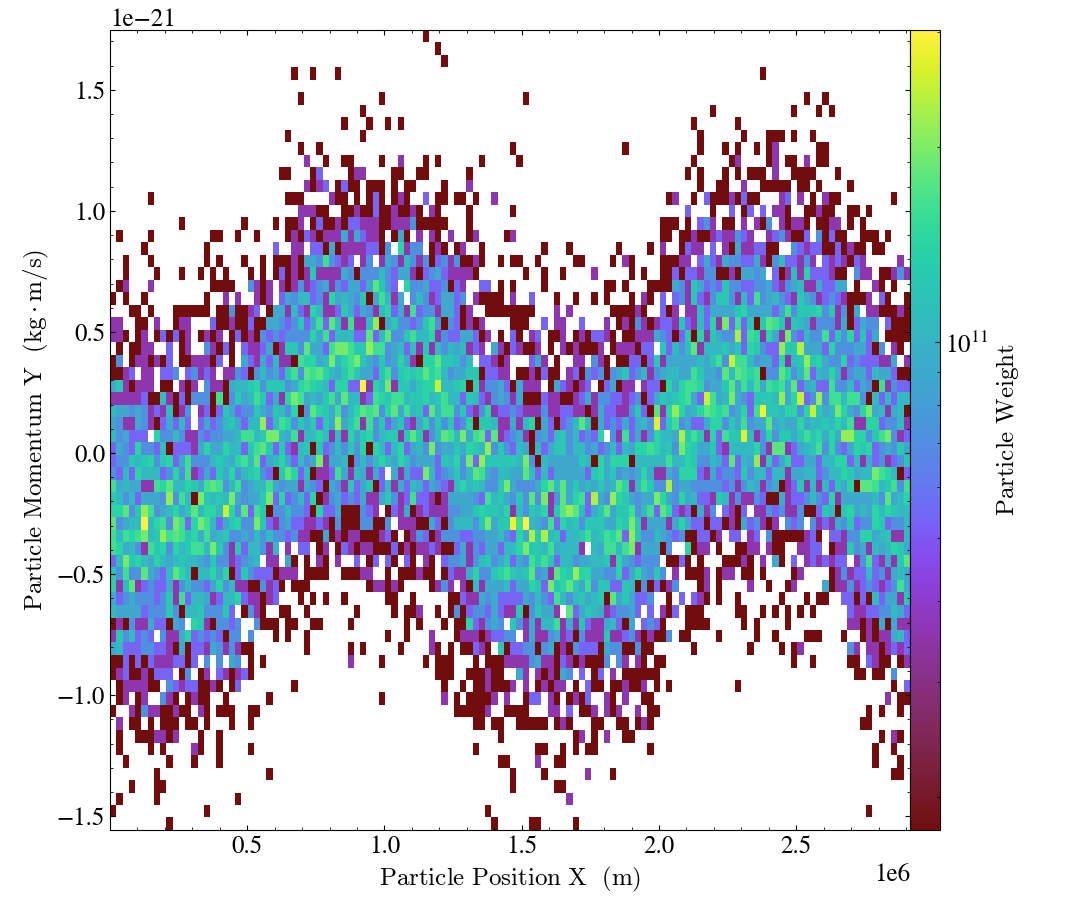 1e−21
1.5
1.0
0.5
0.0
−0.5
−1.0
−1.5
Particle Momentum Y (kg · m/s)
0.5
1.0
1.5
2.0
2.5
1e6
Particle Position X (m)
10¹¹
Particle Weight